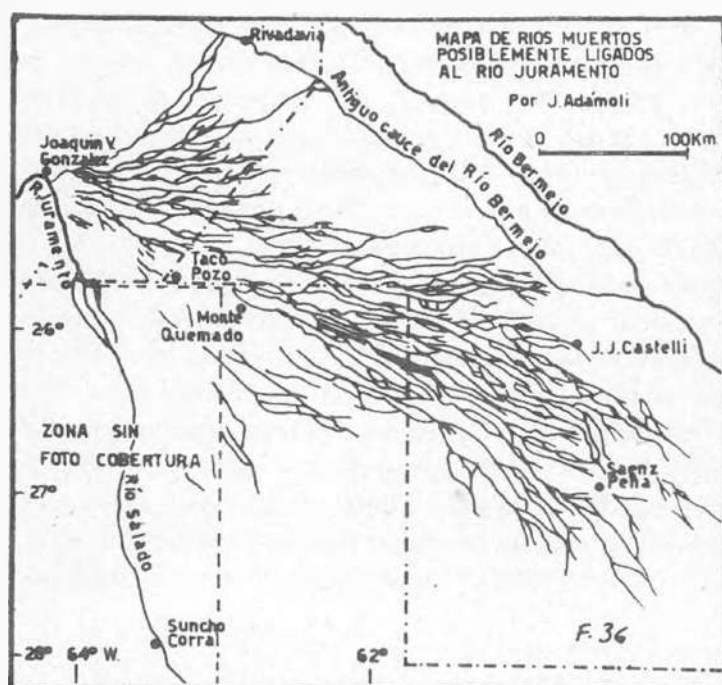 MAPA DE RIOS MUERTOS
POSIBLEMENTE LIGADOS
AL RIO JURAMENTO
Por J. Adámoli
0 100Km
Rivadavia
Antiguo cauce del Río Bermejo
Río Bermejo
Joaquin V.
Gonzalez
R. Juramento
Taco
Pozo
26°
Monte
Quemado
J.J.Castelli
ZONA SIN
FOTO COBERTURA
Río Salado
27°
Saenz
Peña
Suncho
Corral
F. 36
28° 64° W.
62°